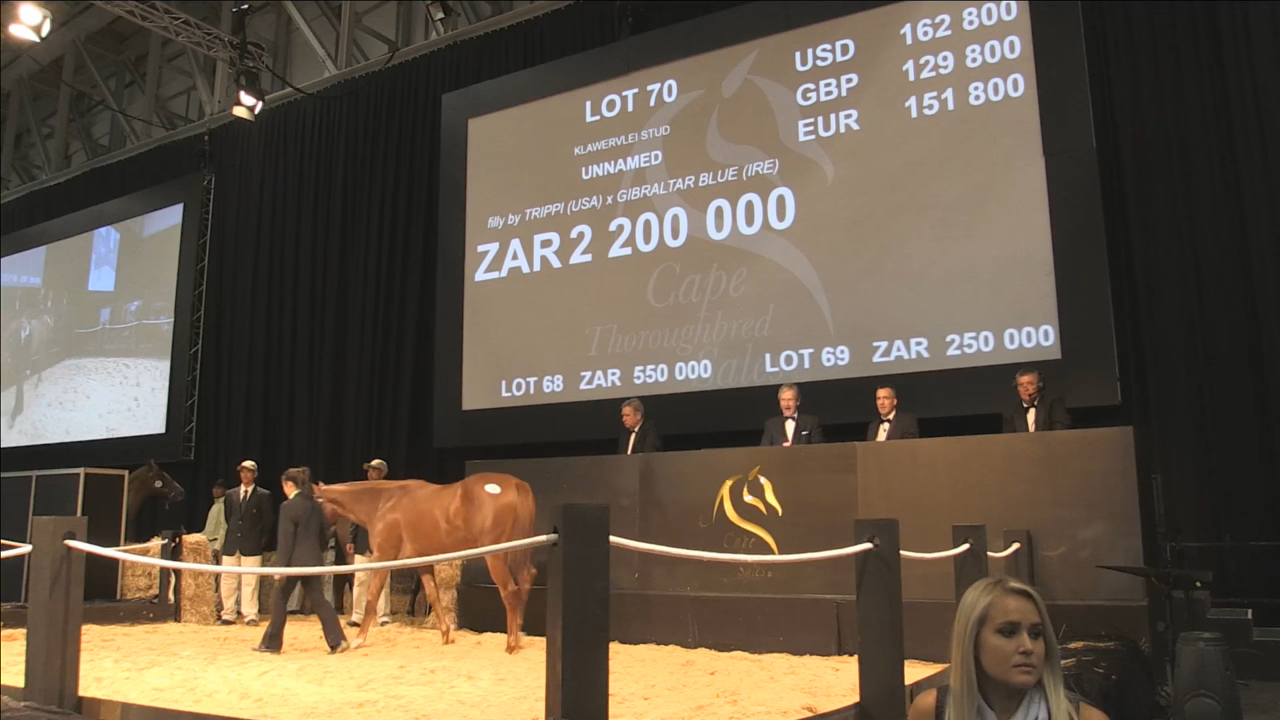 LOT 70
USD 162 800
GBP 129 800
EUR 151 800
KLAWERVLEI STUD
UNNAMED
filly by TRIPPI (USA) x GIBRALTAR BLUE (IRE)
ZAR 2 200 000
Cape
Thoroughbred
Sales
LOT 68 ZAR 550 000 LOT 69 ZAR 250 000
Cape
Sales